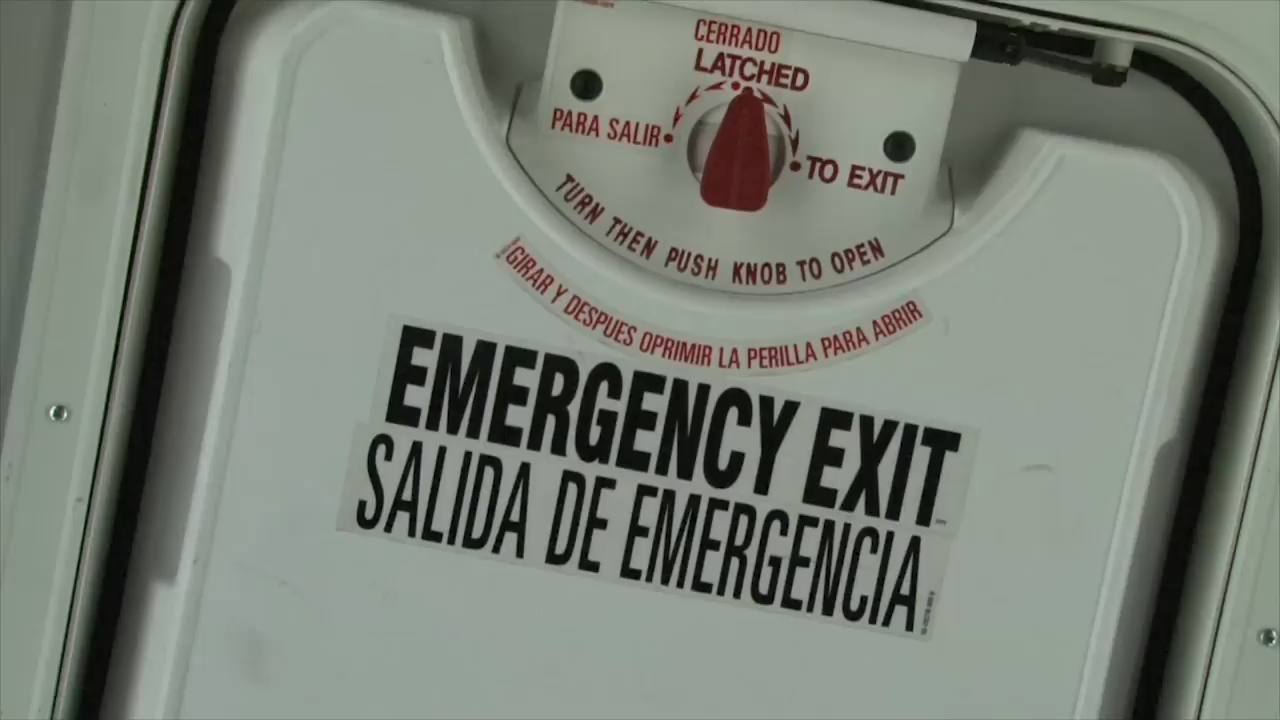 CERRADO
LATCHED
PARA SALIR
TO EXIT
TURN THEN PUSH KNOB TO OPEN
GIRAR Y DESPUES OPRIMIR LA PERILLA PARA ABRIR
EMERGENCY EXIT
SALIDA DE EMERGENCIA